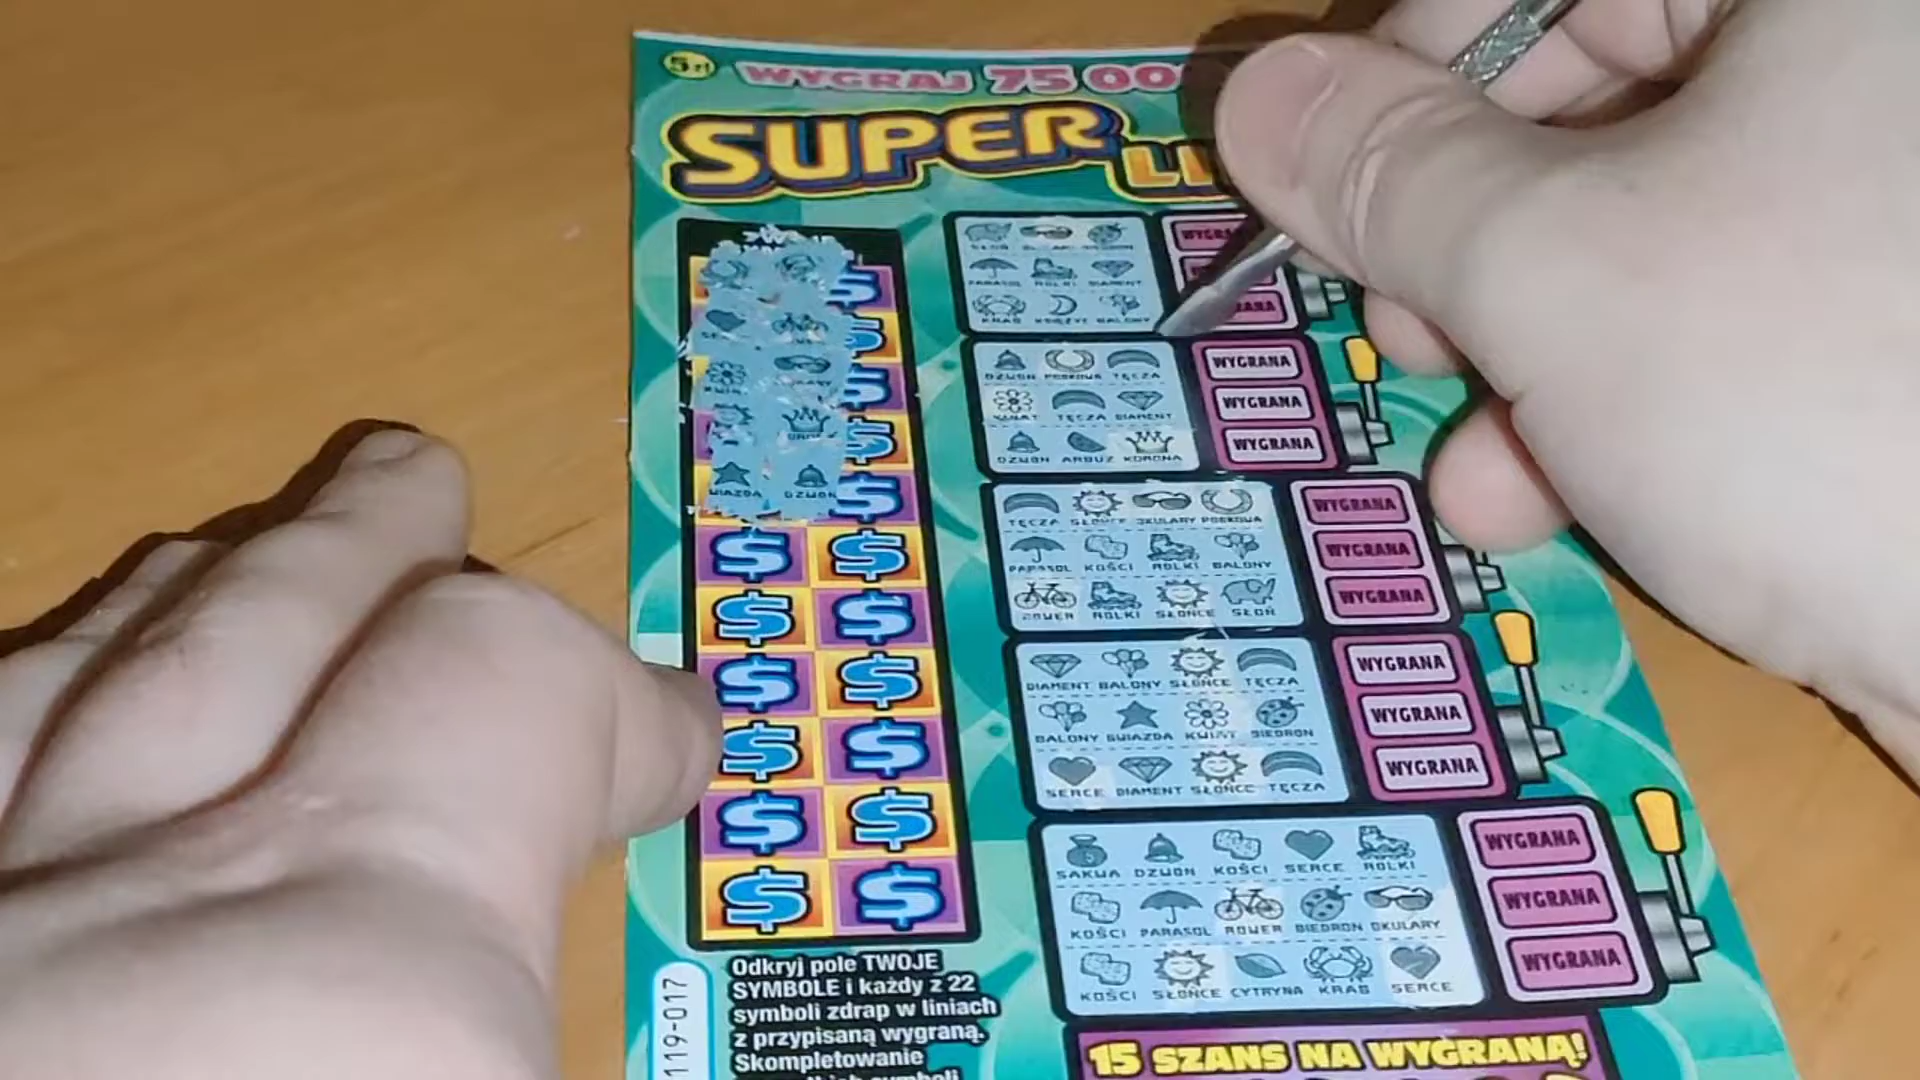 5 zł
WYGRAJ 75 00
SUPER
LI
PARASOL ROLKI DIAMENT
KRAB KSIĘŻYC BALONY
WYGRANA
DZWON PODKOWA TĘCZA
KWIAT TĘCZA DIAMENT
DZWON ARBUZ KORONA
WYGRANA
WYGRANA
WYGRANA
GWIAZDA DZWON
TĘCZA SŁOŃCE OKULARY PODKOWA
PARASOL KOŚCI ROLKI BALONY
ROWER ROLKI SŁOŃCE SŁOŃ
WYGRANA
WYGRANA
WYGRANA
DIAMENT BALONY SŁOŃCE TĘCZA
BALONY GWIAZDA KWIAT BIEDRON
SERCE DIAMENT SŁOŃCE TĘCZA
WYGRANA
WYGRANA
WYGRANA
SAKWA DZWON KOŚCI SERCE ROLKI
KOŚCI PARASOL ROWER BIEDRON OKULARY
KOŚCI SŁOŃCE CYTRYNA KRAB SERCE
WYGRANA
WYGRANA
WYGRANA
Odkryj pole TWOJE
SYMBOLE i każdy z 22
symboli zdrap w liniach
z przypisaną wygraną.
Skompletowanie
119-017
15 SZANS NA WYGRANĄ!